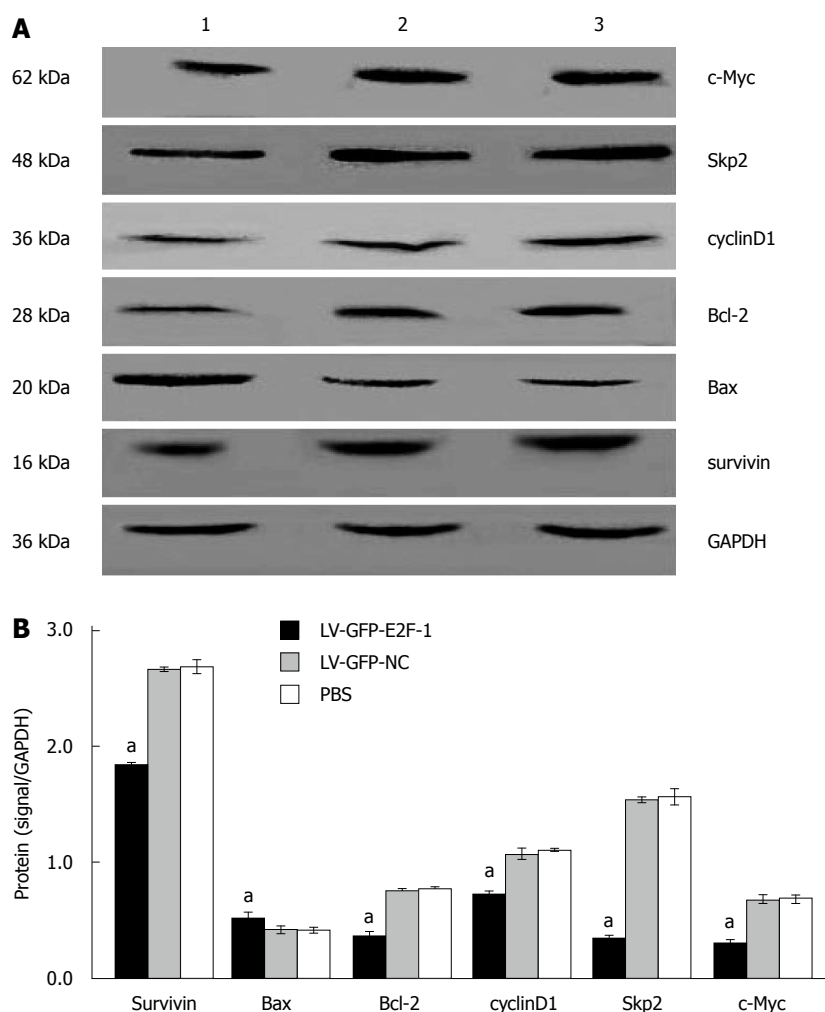 A 1 2 3
62 kDa c-Myc
48 kDa Skp2
36 kDa cyclinD1
28 kDa Bcl-2
20 kDa Bax
16 kDa survivin
36 kDa GAPDH
B
Protein (signal/GAPDH)
3.0
2.0
1.0
0.0
LV-GFP-E2F-1
LV-GFP-NC
PBS
a a a a a a
Survivin Bax Bcl-2 cyclinD1 Skp2 c-Myc